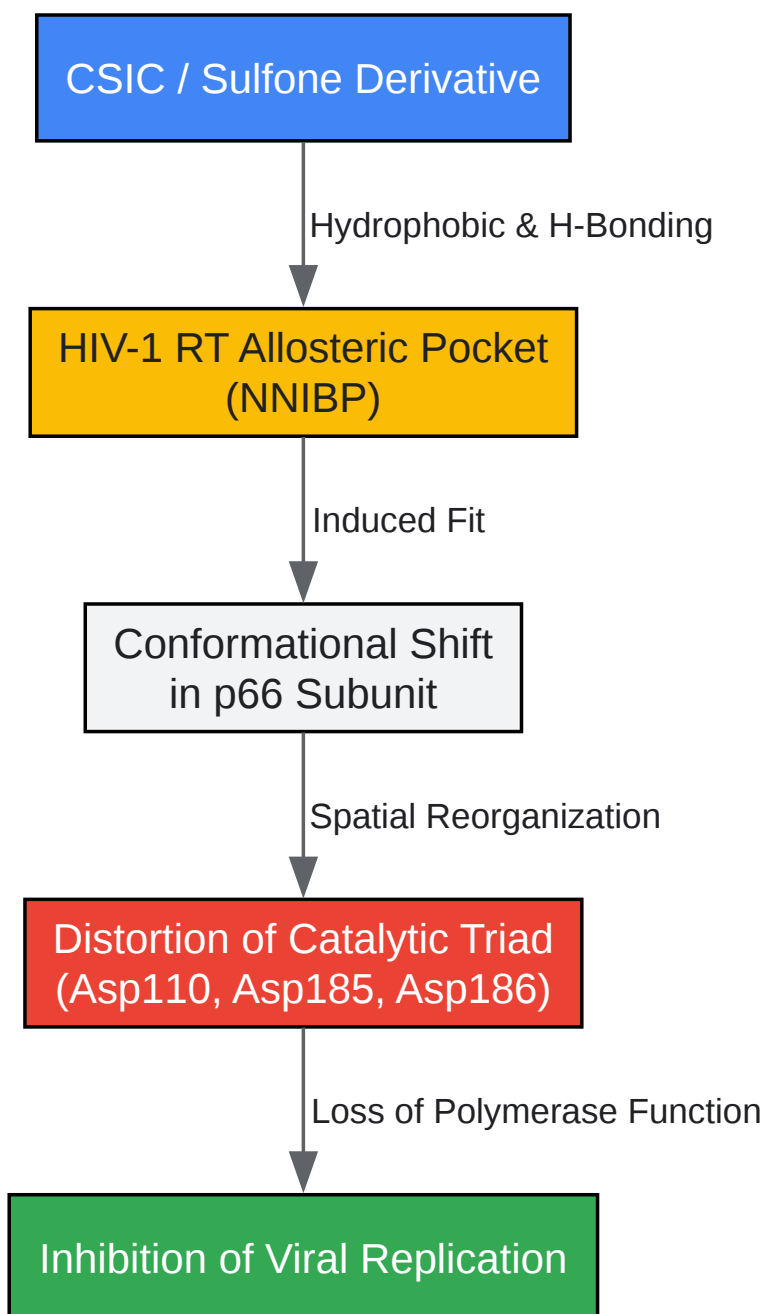 CSIC / Sulfone Derivative
Hydrophobic & H-Bonding
HIV-1 RT Allosteric Pocket
(NNIBP)
Induced Fit
Conformational Shift
in p66 Subunit
Spatial Reorganization
Distortion of Catalytic Triad
(Asp110, Asp185, Asp186)
Loss of Polymerase Function
Inhibition of Viral Replication